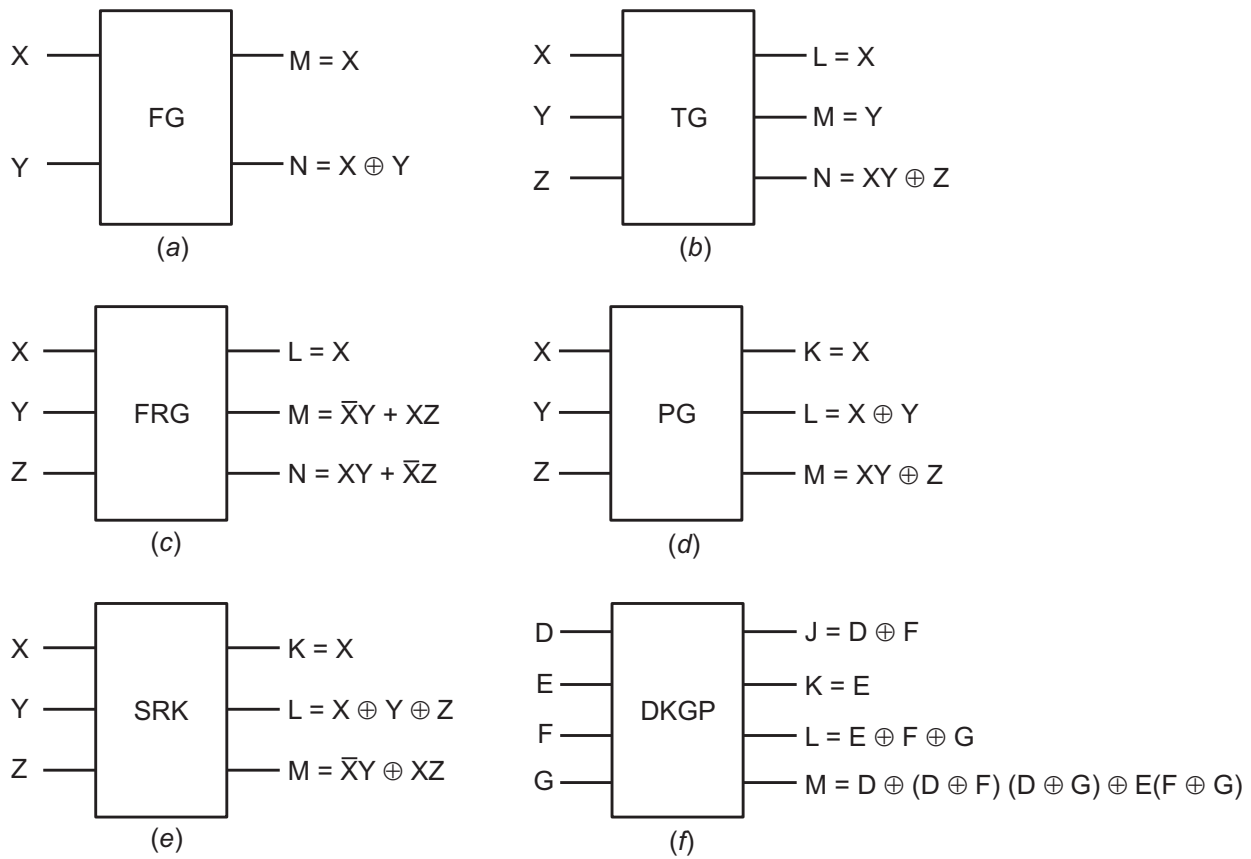 X M = X
FG
Y N = X ⊕ Y
(a)
X L = X
Y TG M = Y
Z N = XY ⊕ Z
(b)
X L = X
Y FRG M = X̅Y + XZ
Z N = XY + X̅Z
(c)
X K = X
Y PG L = X ⊕ Y
Z M = XY ⊕ Z
(d)
X K = X
Y SRK L = X ⊕ Y ⊕ Z
Z M = X̅Y ⊕ XZ
(e)
D J = D ⊕ F
E K = E
DKGP
F L = E ⊕ F ⊕ G
G M = D ⊕ (D ⊕ F) (D ⊕ G) ⊕ E(F ⊕ G)
(f)